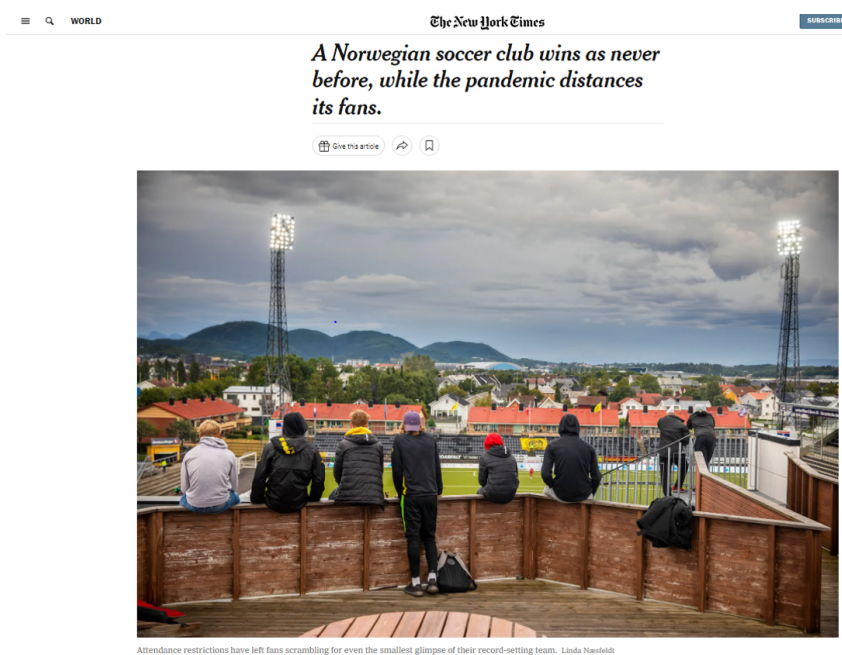 WORLD
The New York Times
SUBSCRIBE
A Norwegian soccer club wins as never
before, while the pandemic distances
its fans.
Give this article
Attendance restrictions have left fans scrambling for even the smallest glimpse of their record-setting team. Linda Næsfeldt